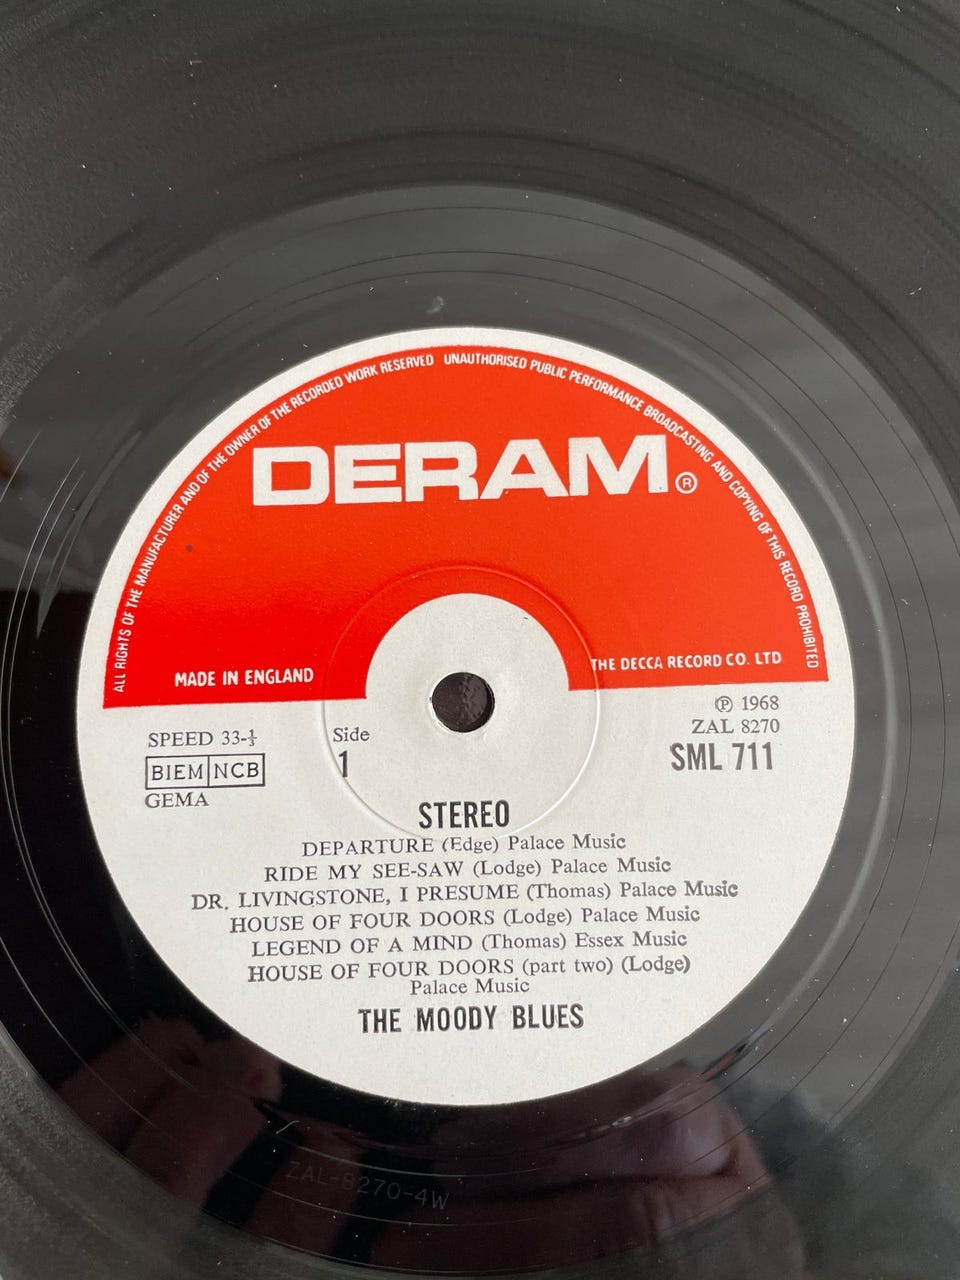 ALL RIGHTS OF THE MANUFACTURER AND OF THE OWNER OF THE RECORDED WORK RESERVED UNAUTHORISED PUBLIC PERFORMANCE BROADCASTING AND COPYING OF THIS RECORD PROHIBITED
DERAM®
MADE IN ENGLAND
THE DECCA RECORD CO. LTD
SPEED 33-⅓
BIEM NCB
GEMA
Side
1
℗ 1968
ZAL 8270
SML 711
STEREO
DEPARTURE (Edge) Palace Music
RIDE MY SEE-SAW (Lodge) Palace Music
DR. LIVINGSTONE, I PRESUME (Thomas) Palace Music
HOUSE OF FOUR DOORS (Lodge) Palace Music
LEGEND OF A MIND (Thomas) Essex Music
HOUSE OF FOUR DOORS (part two) (Lodge)
Palace Music
THE MOODY BLUES
ZAL-8270-4W